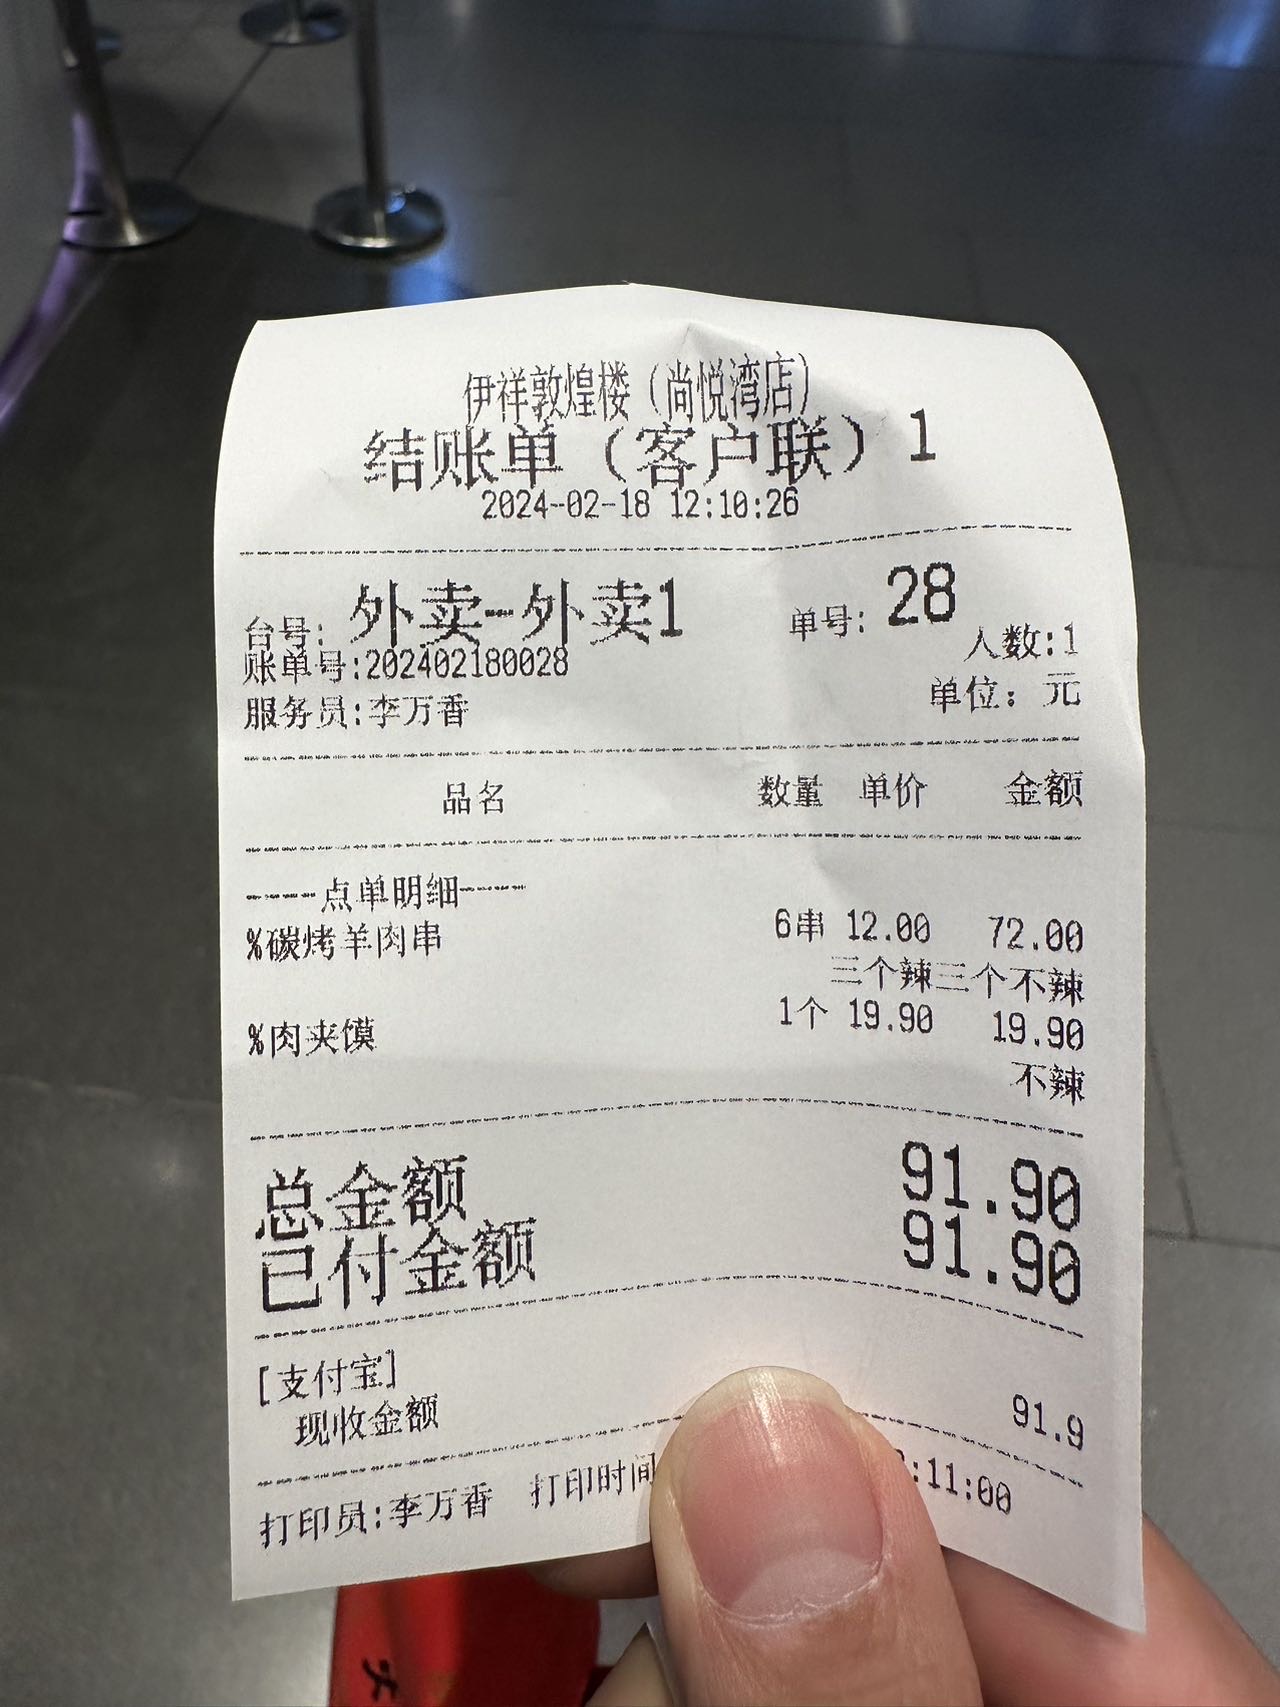 伊祥敦煌楼（尚悦湾店）
结账单（客户联）1
2024-02-18 12:10:26
台号: 外卖-外卖1 单号: 28
人数:1
账单号:202402180028
服务员:李万香 单位: 元
品名 数量 单价 金额
----点单明细----
%碳烤羊肉串 6串 12.00 72.00
三个辣三个不辣
%肉夹馍 1个 19.90 19.90
不辣
总金额 91.90
已付金额 91.90
[支付宝]
现收金额 91.9
打印员:李万香 打印时间 :11:00